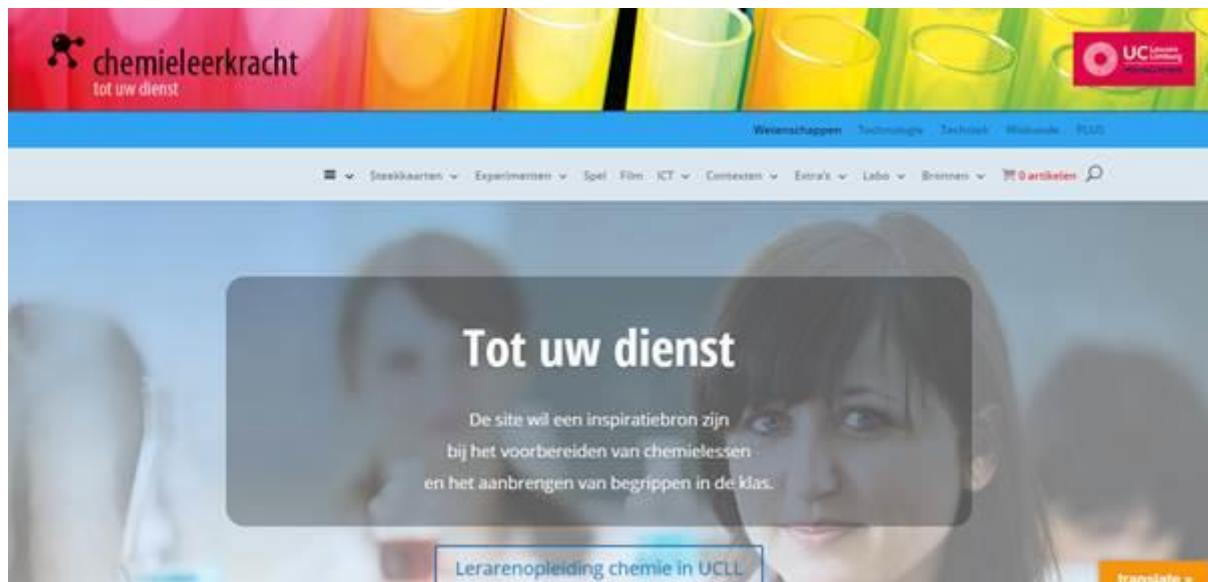 chemieleerkracht
tot uw dienst
UC Leuven
Limburg
Wetenschappen Technologie Techniek Wiskunde PLUS
Steekkaarten Experimenten Spel Film ICT Contexten Extra's Labo Bronnen 0 artikelen
Tot uw dienst
De site wil een inspiratiebron zijn
bij het voorbereiden van chemielessen
en het aanbrengen van begrippen in de klas.
Lerarenopleiding chemie in UCLL
translate »